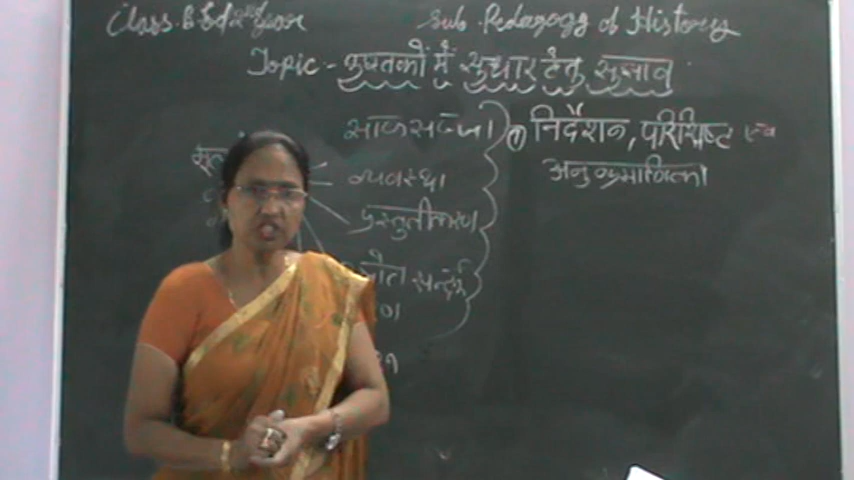 Class. B.Ed Year
Sub. Pedagogy of History
Topic - पुस्तकों में सुधार हेतु सुझाव
साजसज्जा
व्यवस्था
प्रस्तुतीकरण
स्रोत सन्दर्भ
① निर्देशन, परिशिष्ट एवं
अनुक्रमणिका